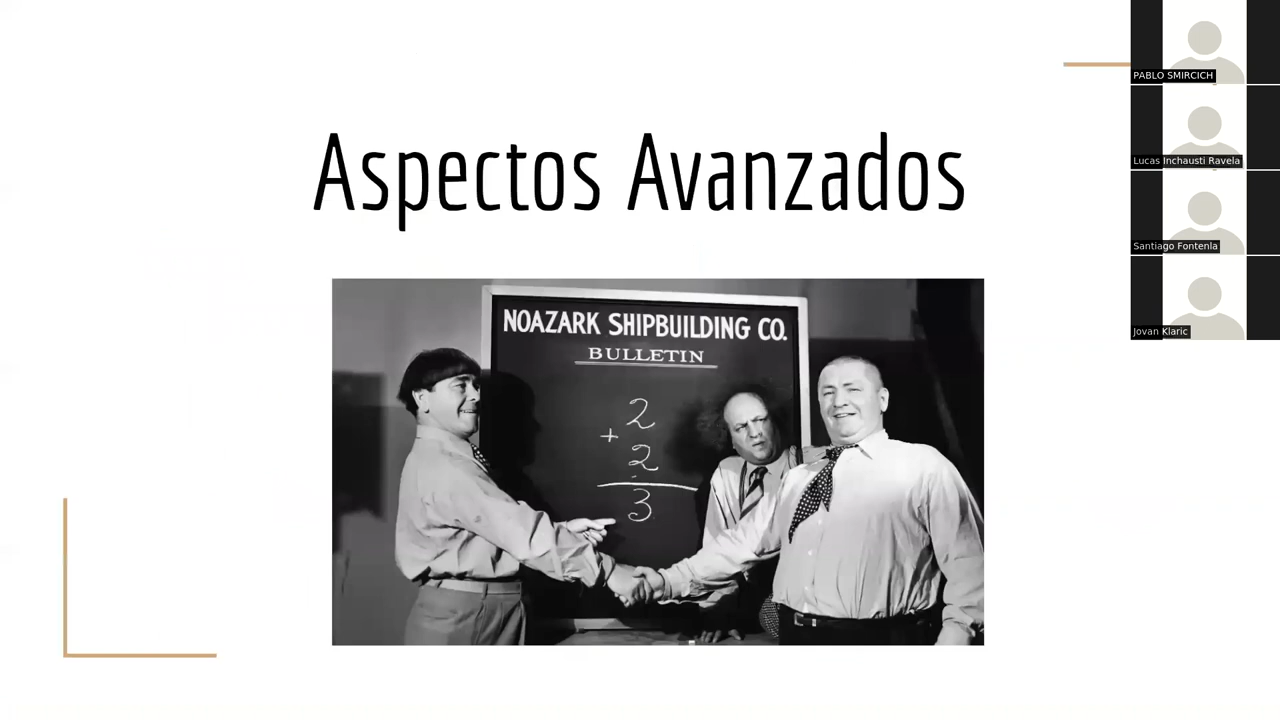 Aspectos Avanzados
NOAZARK SHIPBUILDING CO.
BULLETIN
2
+
2
3
PABLO SMIRCICH
Lucas Inchausti Ravela
Santiago Fontenla
Jovan Klaric